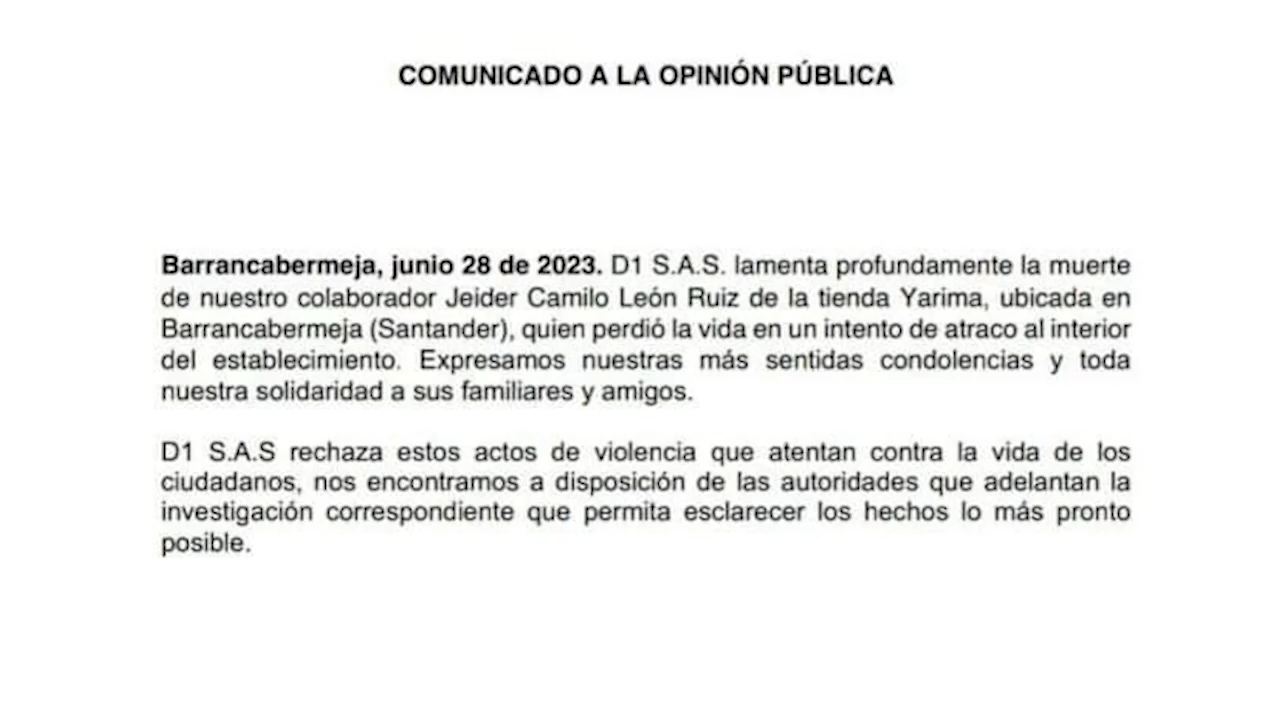 COMUNICADO A LA OPINIÓN PÚBLICA
Barrancabermeja, junio 28 de 2023. D1 S.A.S. lamenta profundamente la muerte
de nuestro colaborador Jeider Camilo León Ruiz de la tienda Yarima, ubicada en
Barrancabermeja (Santander), quien perdió la vida en un intento de atraco al interior
del establecimiento. Expresamos nuestras más sentidas condolencias y toda
nuestra solidaridad a sus familiares y amigos.
D1 S.A.S rechaza estos actos de violencia que atentan contra la vida de los
ciudadanos, nos encontramos a disposición de las autoridades que adelantan la
investigación correspondiente que permita esclarecer los hechos lo más pronto
posible.